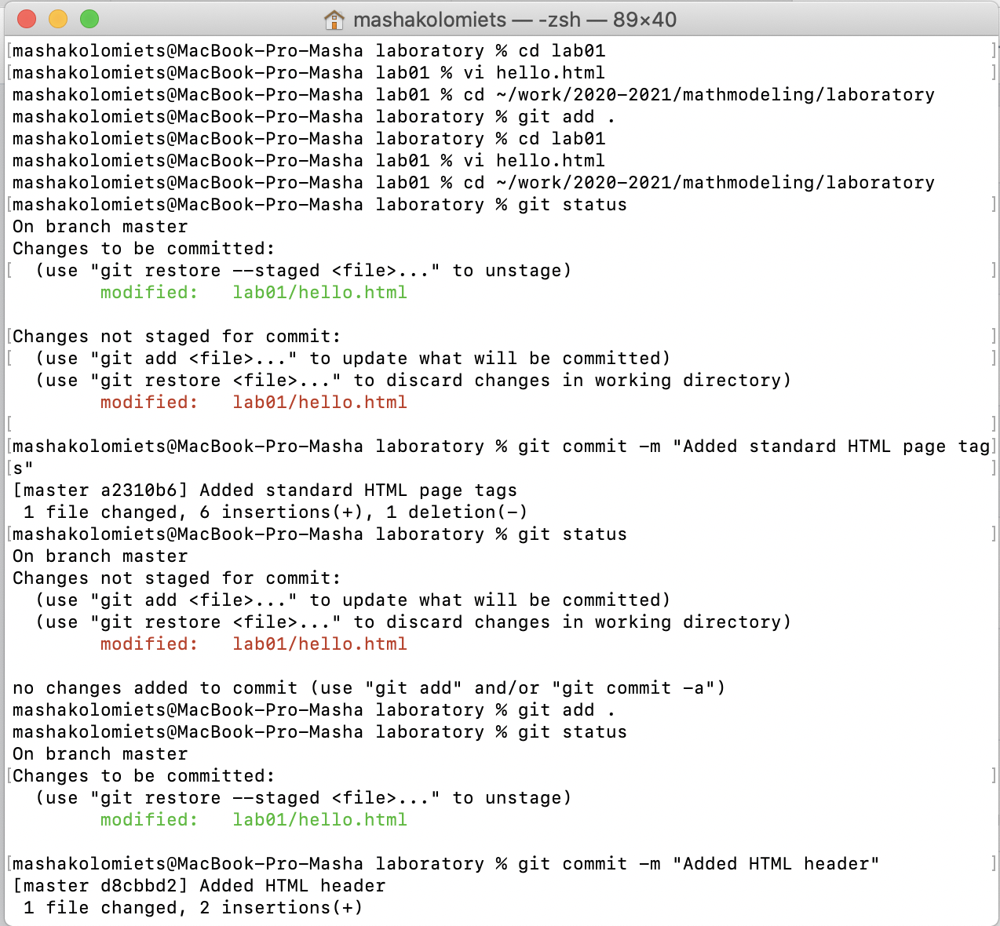 mashakolomiets — -zsh — 89×40
[mashakolomiets@MacBook-Pro-Masha laboratory % cd lab01 ]
[mashakolomiets@MacBook-Pro-Masha lab01 % vi hello.html ]
mashakolomiets@MacBook-Pro-Masha lab01 % cd ~/work/2020-2021/mathmodeling/laboratory
mashakolomiets@MacBook-Pro-Masha laboratory % git add .
mashakolomiets@MacBook-Pro-Masha laboratory % cd lab01
mashakolomiets@MacBook-Pro-Masha lab01 % vi hello.html
mashakolomiets@MacBook-Pro-Masha lab01 % cd ~/work/2020-2021/mathmodeling/laboratory
[mashakolomiets@MacBook-Pro-Masha laboratory % git status ]
On branch master
Changes to be committed:
[  (use "git restore --staged <file>..." to unstage) ]
modified:   lab01/hello.html
[Changes not staged for commit: ]
[  (use "git add <file>..." to update what will be committed) ]
(use "git restore <file>..." to discard changes in working directory)
modified:   lab01/hello.html
[ ]
[mashakolomiets@MacBook-Pro-Masha laboratory % git commit -m "Added standard HTML page tag]
[s" ]
[master a2310b6] Added standard HTML page tags
1 file changed, 6 insertions(+), 1 deletion(-)
[mashakolomiets@MacBook-Pro-Masha laboratory % git status ]
On branch master
Changes not staged for commit:
(use "git add <file>..." to update what will be committed)
(use "git restore <file>..." to discard changes in working directory)
modified:   lab01/hello.html
no changes added to commit (use "git add" and/or "git commit -a")
mashakolomiets@MacBook-Pro-Masha laboratory % git add .
mashakolomiets@MacBook-Pro-Masha laboratory % git status
On branch master
[Changes to be committed: ]
(use "git restore --staged <file>..." to unstage)
modified:   lab01/hello.html
[mashakolomiets@MacBook-Pro-Masha laboratory % git commit -m "Added HTML header" ]
[master d8cbbd2] Added HTML header
1 file changed, 2 insertions(+)